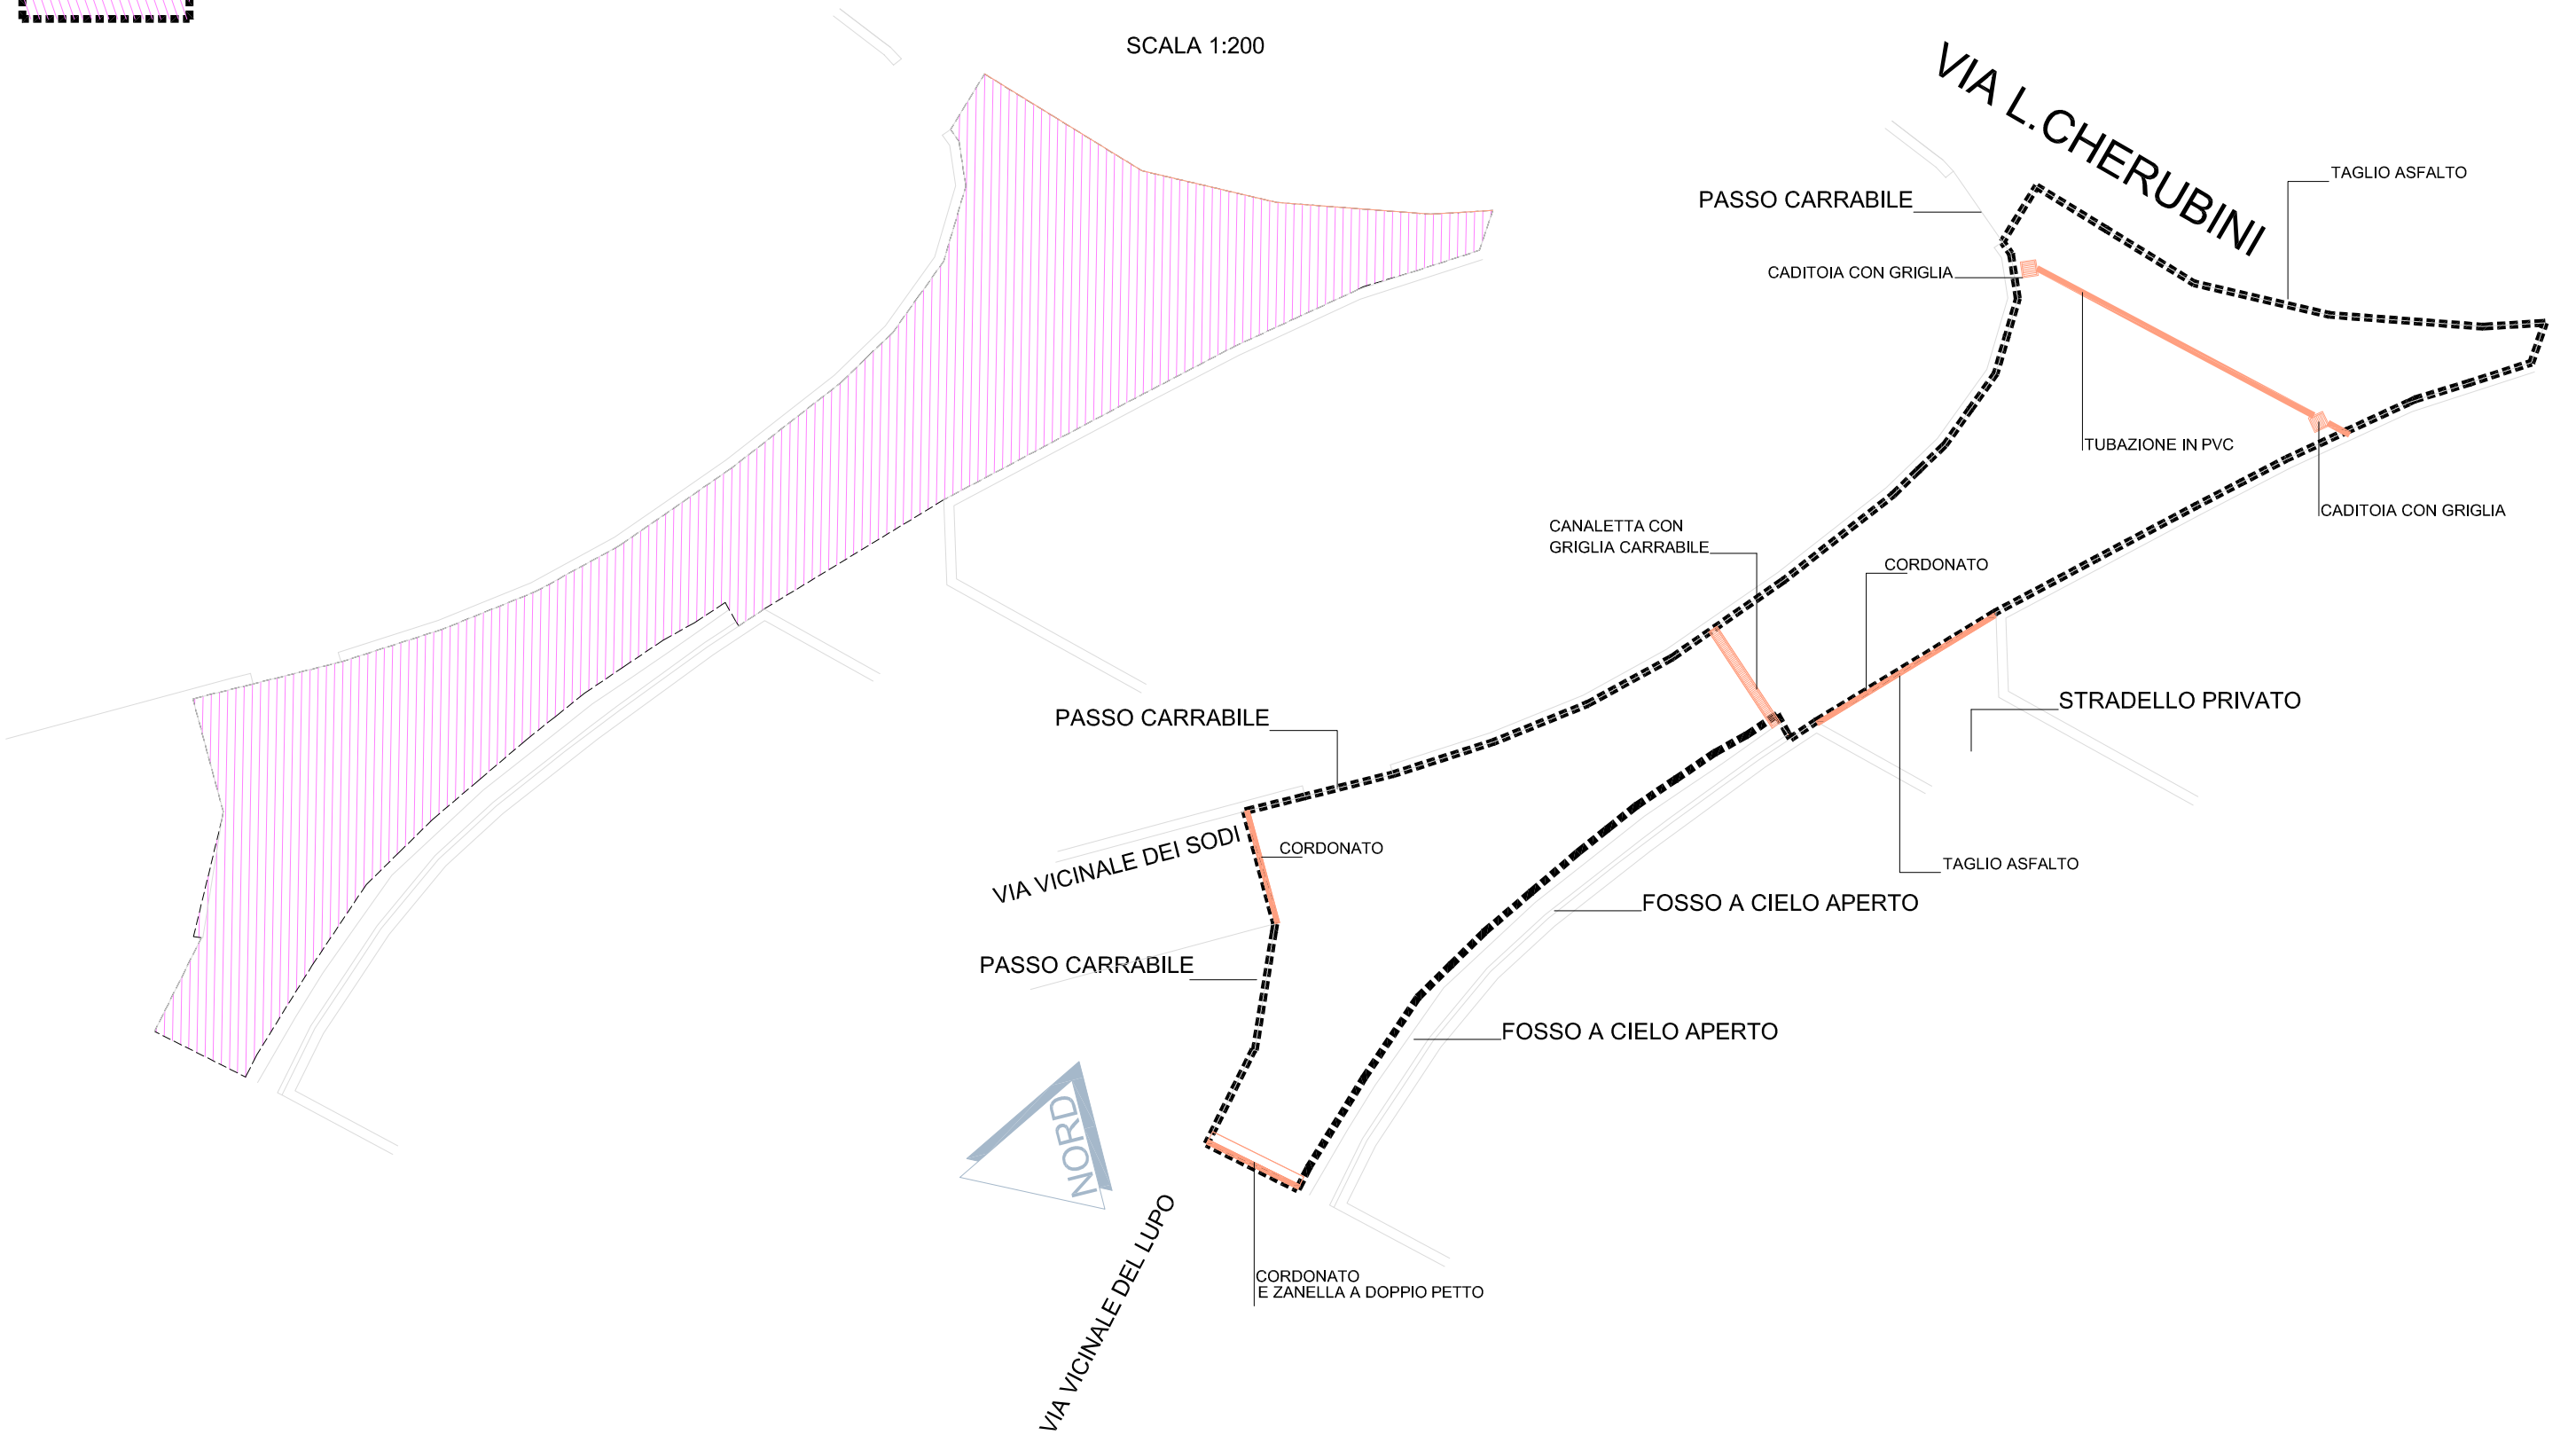 SCALA 1:200
VIA L.CHERUBINI
TAGLIO ASFALTO
PASSO CARRABILE
CADITOIA CON GRIGLIA
TUBAZIONE IN PVC
CADITOIA CON GRIGLIA
CANALETTA CON
GRIGLIA CARRABILE
CORDONATO
STRADELLO PRIVATO
PASSO CARRABILE
CORDONATO
VIA VICINALE DEI SODI
TAGLIO ASFALTO
FOSSO A CIELO APERTO
PASSO CARRABILE
FOSSO A CIELO APERTO
NORD
VIA VICINALE DEL LUPO
CORDONATO
E ZANELLA A DOPPIO PETTO